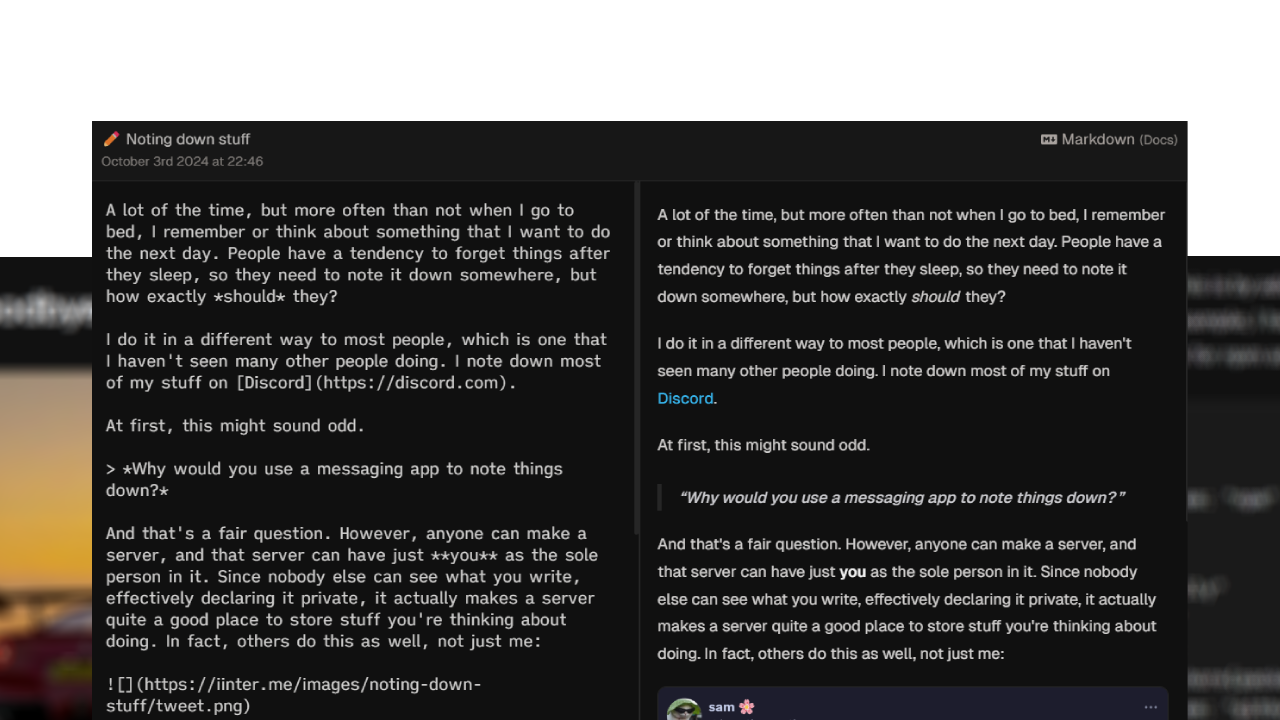 Noting down stuff
October 3rd 2024 at 22:46
Markdown (Docs)
A lot of the time, but more often than not when I go to
bed, I remember or think about something that I want to do
the next day. People have a tendency to forget things after
they sleep, so they need to note it down somewhere, but
how exactly *should* they?
I do it in a different way to most people, which is one that
I haven't seen many other people doing. I note down most
of my stuff on [Discord](https://discord.com).
At first, this might sound odd.
> *Why would you use a messaging app to note things
down?*
And that's a fair question. However, anyone can make a
server, and that server can have just **you** as the sole
person in it. Since nobody else can see what you write,
effectively declaring it private, it actually makes a server
quite a good place to store stuff you're thinking about
doing. In fact, others do this as well, not just me:
![](https://iinter.me/images/noting-down-
stuff/tweet.png)
A lot of the time, but more often than not when I go to bed, I remember
or think about something that I want to do the next day. People have a
tendency to forget things after they sleep, so they need to note it
down somewhere, but how exactly should they?
I do it in a different way to most people, which is one that I haven't
seen many other people doing. I note down most of my stuff on
Discord.
At first, this might sound odd.
“Why would you use a messaging app to note things down?”
And that's a fair question. However, anyone can make a server, and
that server can have just you as the sole person in it. Since nobody
else can see what you write, effectively declaring it private, it actually
makes a server quite a good place to store stuff you're thinking about
doing. In fact, others do this as well, not just me:
sam 🌸